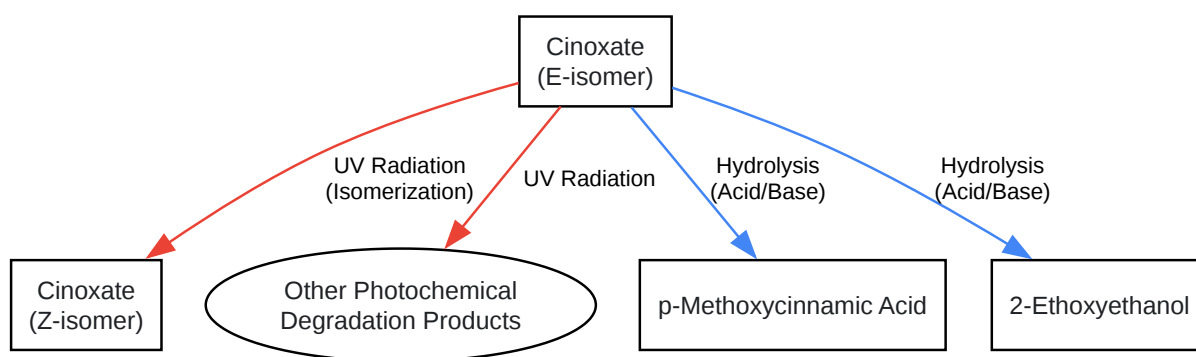 Cinoxate
(E-isomer)
UV Radiation
(Isomerization)
UV Radiation
Hydrolysis
(Acid/Base)
Hydrolysis
(Acid/Base)
Cinoxate
(Z-isomer)
Other Photochemical
Degradation Products
p-Methoxycinnamic Acid
2-Ethoxyethanol